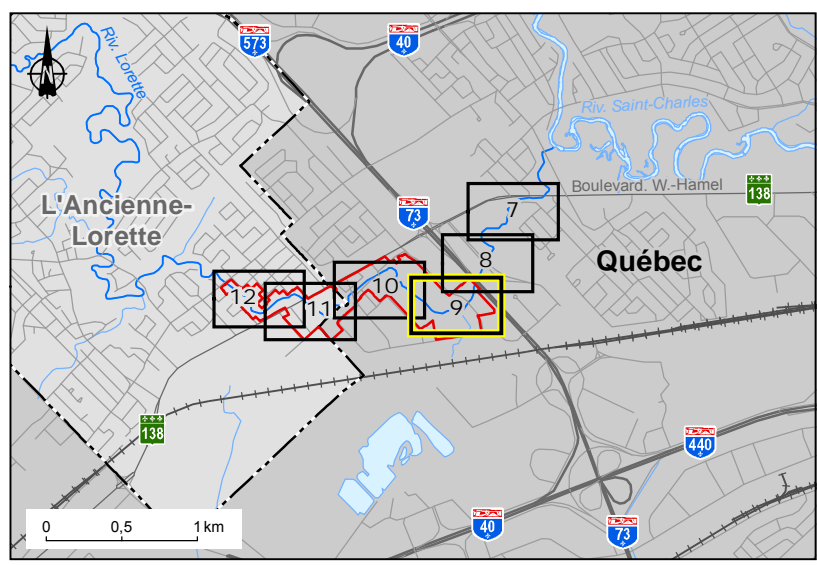 573
40
Riv. Lorette
N
Riv. Saint-Charles
Boulevard. W.-Hamel
138
L'Ancienne-
Lorette
73
7
Québec
8
12
11
10
9
138
440
40
73
0 0,5 1 km